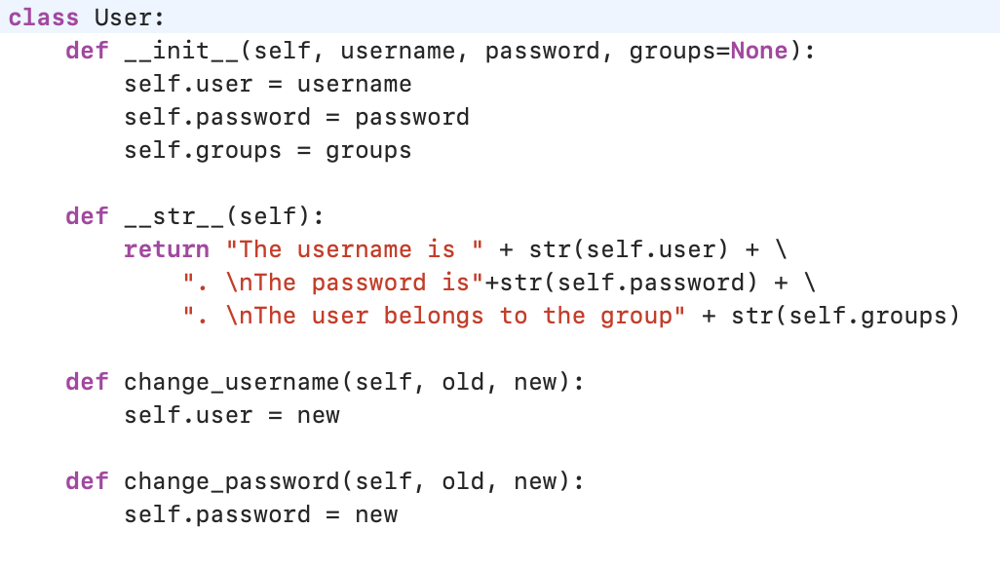 class User:
    def __init__(self, username, password, groups=None):
        self.user = username
        self.password = password
        self.groups = groups

    def __str__(self):
        return "The username is " + str(self.user) + \
            ". \nThe password is"+str(self.password) + \
            ". \nThe user belongs to the group" + str(self.groups)

    def change_username(self, old, new):
        self.user = new

    def change_password(self, old, new):
        self.password = new